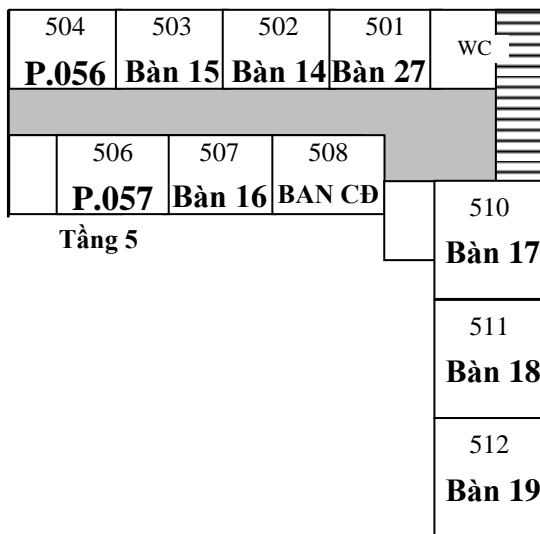 504
P.056
503
Bàn 15
502
Bàn 14
501
Bàn 27
WC
506
P.057
507
Bàn 16
508
BAN CĐ
Tầng 5
510
Bàn 17
511
Bàn 18
512
Bàn 19